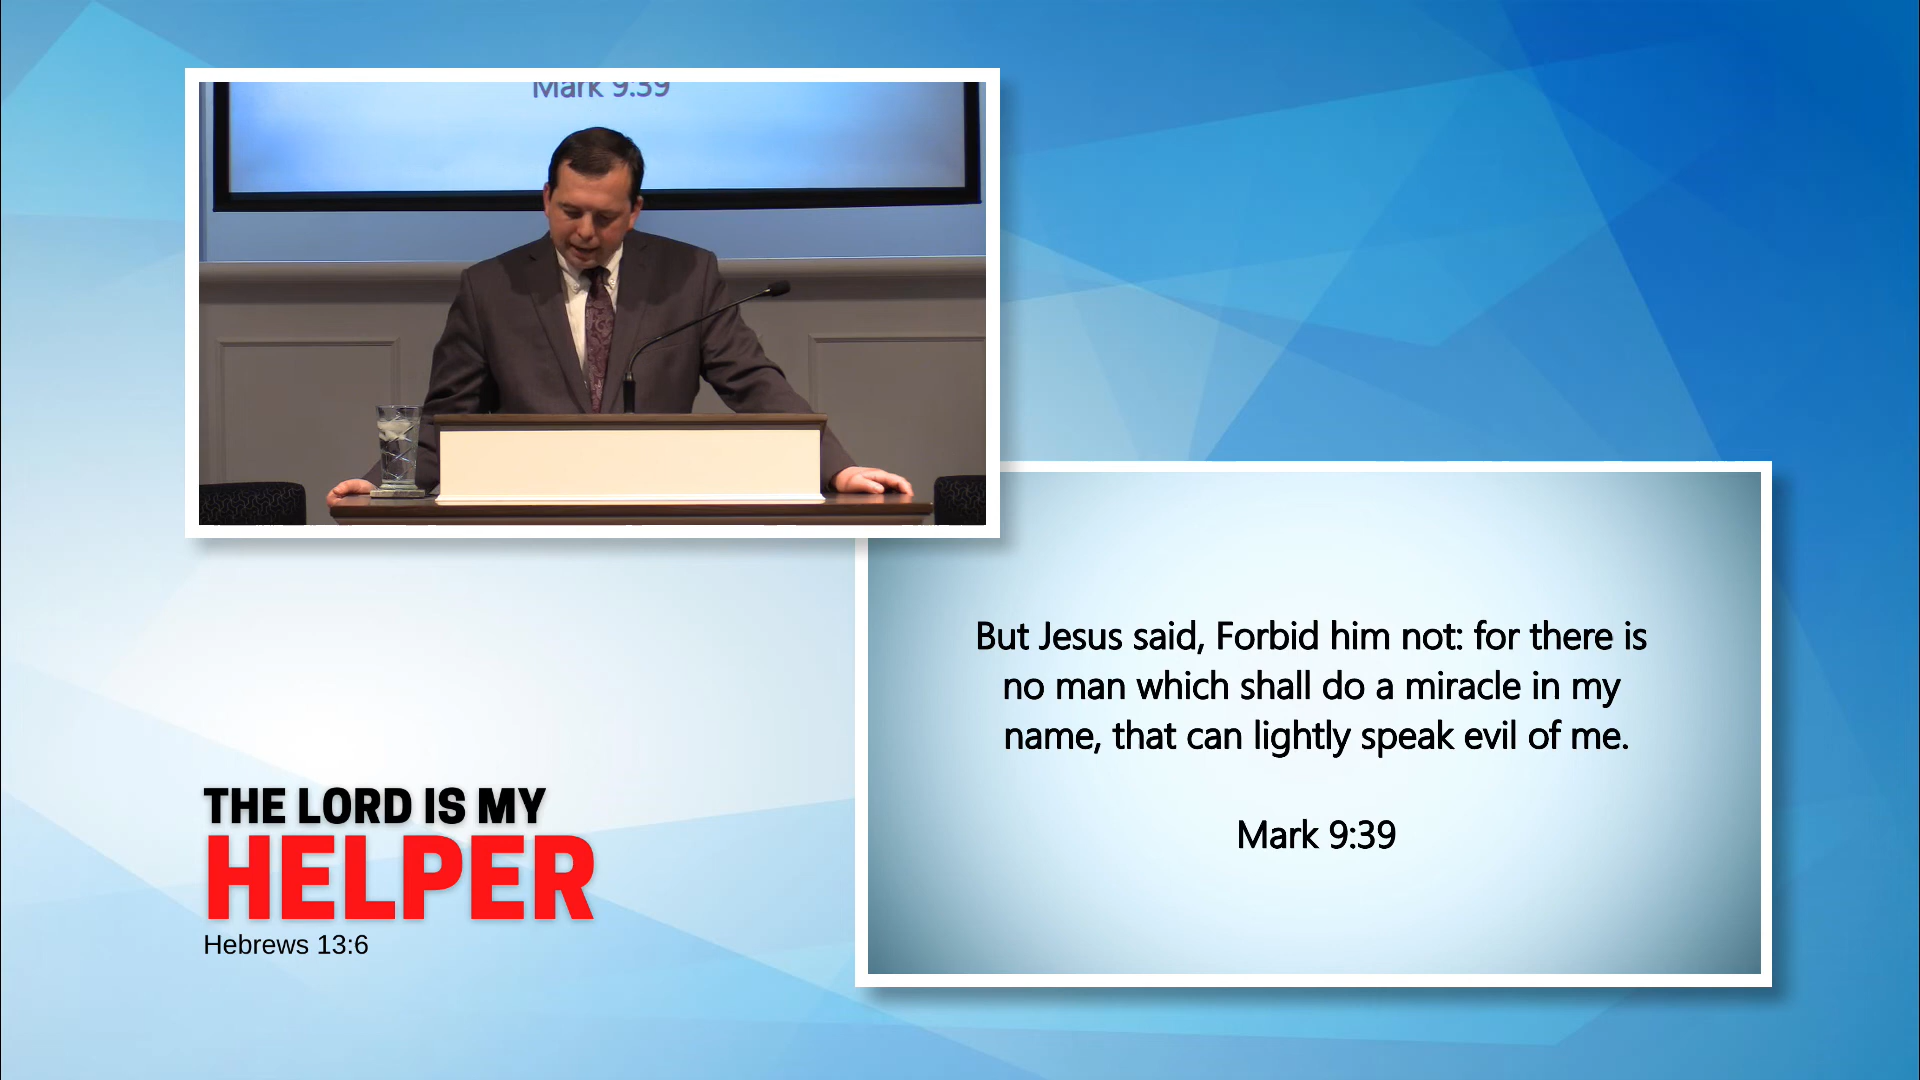 Mark 9:39
But Jesus said, Forbid him not: for there is
no man which shall do a miracle in my
name, that can lightly speak evil of me.
Mark 9:39
THE LORD IS MY
HELPER
Hebrews 13:6